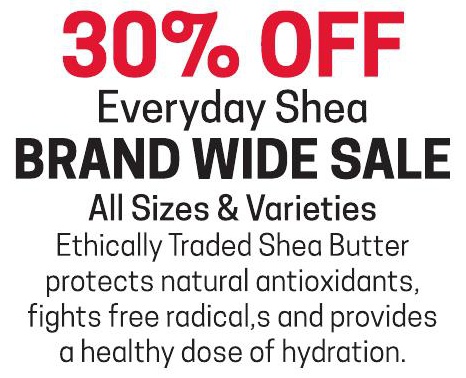 30% OFF
Everyday Shea
BRAND WIDE SALE
All Sizes & Varieties
Ethically Traded Shea Butter
protects natural antioxidants,
fights free radical,s and provides
a healthy dose of hydration.